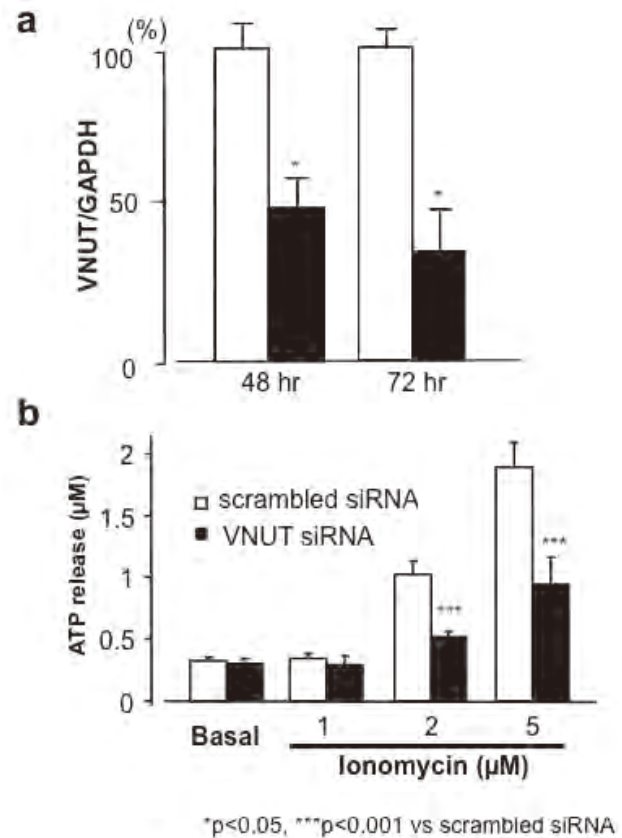 a
(%)
100
50
0
VNUT/GAPDH
*
*
48 hr
72 hr
b
2
1.5
1
0.5
0
ATP release (µM)
scrambled siRNA
VNUT siRNA
***
***
Basal
1
2
5
Ionomycin (µM)
*p<0.05, ***p<0.001 vs scrambled siRNA